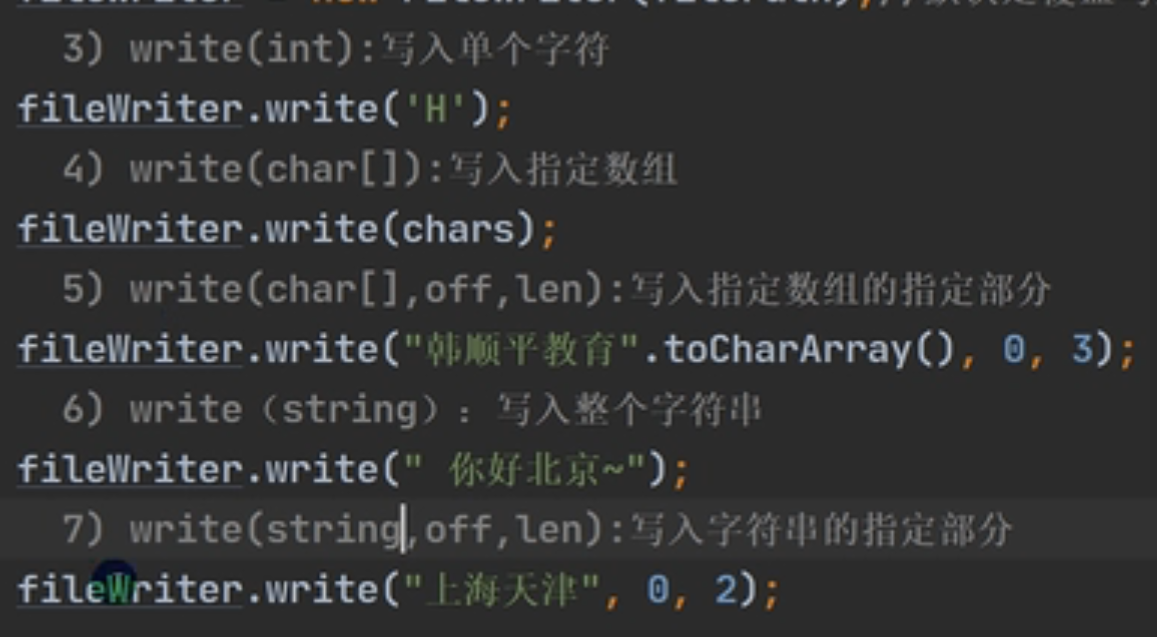 3) write(int):写入单个字符
fileWriter.write('H');
4) write(char[]):写入指定数组
fileWriter.write(chars);
5) write(char[],off,len):写入指定数组的指定部分
fileWriter.write("韩顺平教育".toCharArray(), 0, 3);
6) write（string）：写入整个字符串
fileWriter.write(" 你好北京~");
7) write(string,off,len):写入字符串的指定部分
fileWriter.write("上海天津", 0, 2);